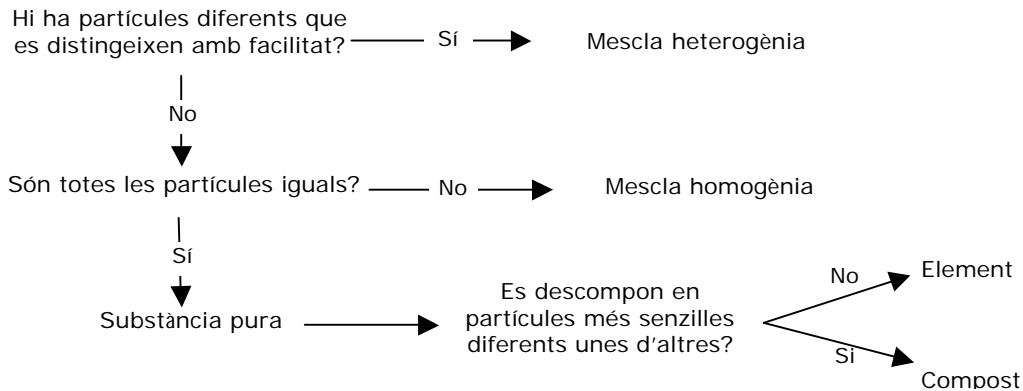 Hi ha partícules diferents que
es distingeixen amb facilitat?
Sí
Mescla heterogènia
No
Són totes les partícules iguals?
No
Mescla homogènia
Sí
Substància pura
Es descompon en
partícules més senzilles
diferents unes d'altres?
No
Element
Si
Compost